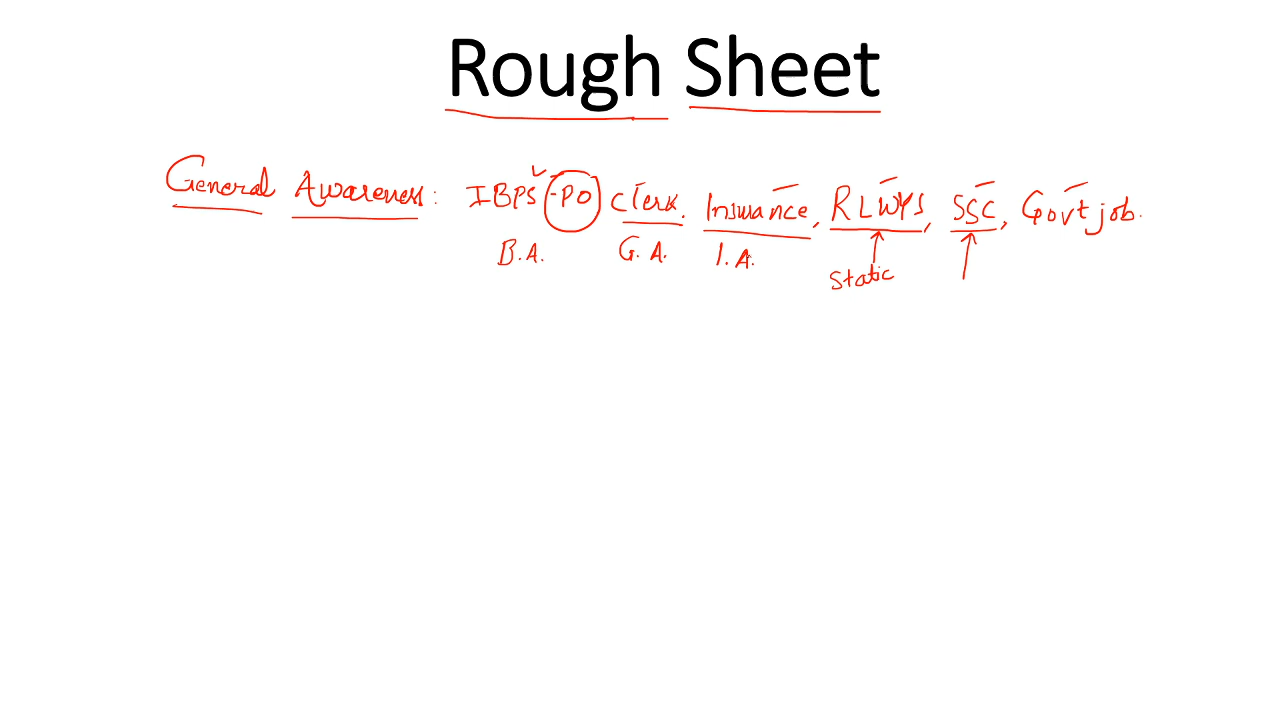 Rough Sheet
General Awareness: IBPS-PO Clerk. Insurance, RLWYS, SSC, Govt job.
B.A. G.A. I.A.
Static